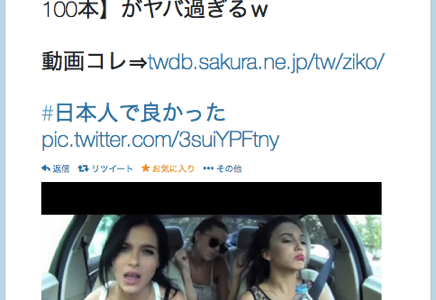 100本】がヤバ過ぎるｗ
動画コレ⇒twdb.sakura.ne.jp/tw/ziko/
#日本人で良かった
pic.twitter.com/3suiYPFtny
返信 リツイート お気に入り その他